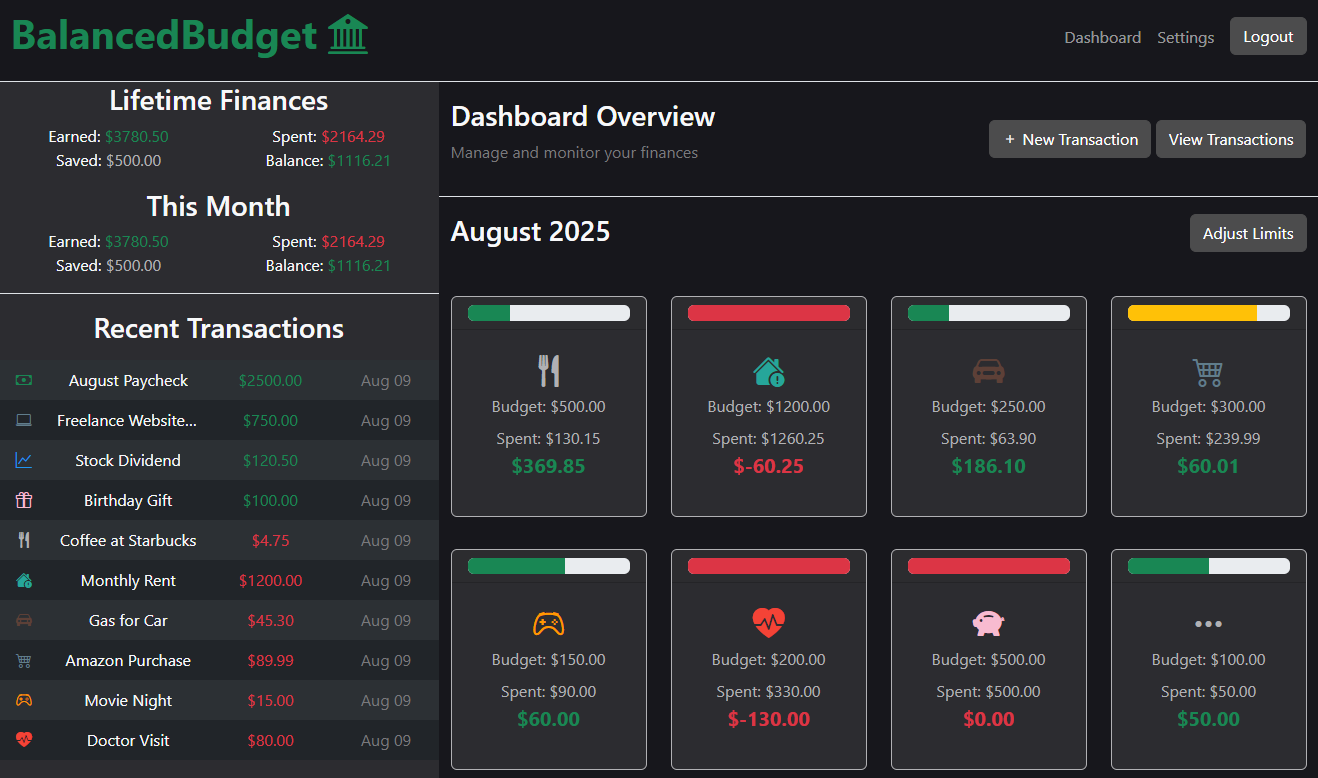 BalancedBudget
Dashboard Settings Logout
Lifetime Finances
Earned: $3780.50 Spent: $2164.29
Saved: $500.00 Balance: $1116.21
This Month
Earned: $3780.50 Spent: $2164.29
Saved: $500.00 Balance: $1116.21
Recent Transactions
August Paycheck $2500.00 Aug 09
Freelance Website... $750.00 Aug 09
Stock Dividend $120.50 Aug 09
Birthday Gift $100.00 Aug 09
Coffee at Starbucks $4.75 Aug 09
Monthly Rent $1200.00 Aug 09
Gas for Car $45.30 Aug 09
Amazon Purchase $89.99 Aug 09
Movie Night $15.00 Aug 09
Doctor Visit $80.00 Aug 09
Dashboard Overview
Manage and monitor your finances
+ New Transaction View Transactions
August 2025
Adjust Limits
Budget: $500.00
Spent: $130.15
$369.85
Budget: $1200.00
Spent: $1260.25
$-60.25
Budget: $250.00
Spent: $63.90
$186.10
Budget: $300.00
Spent: $239.99
$60.01
Budget: $150.00
Spent: $90.00
$60.00
Budget: $200.00
Spent: $330.00
$-130.00
Budget: $500.00
Spent: $500.00
$0.00
Budget: $100.00
Spent: $50.00
$50.00